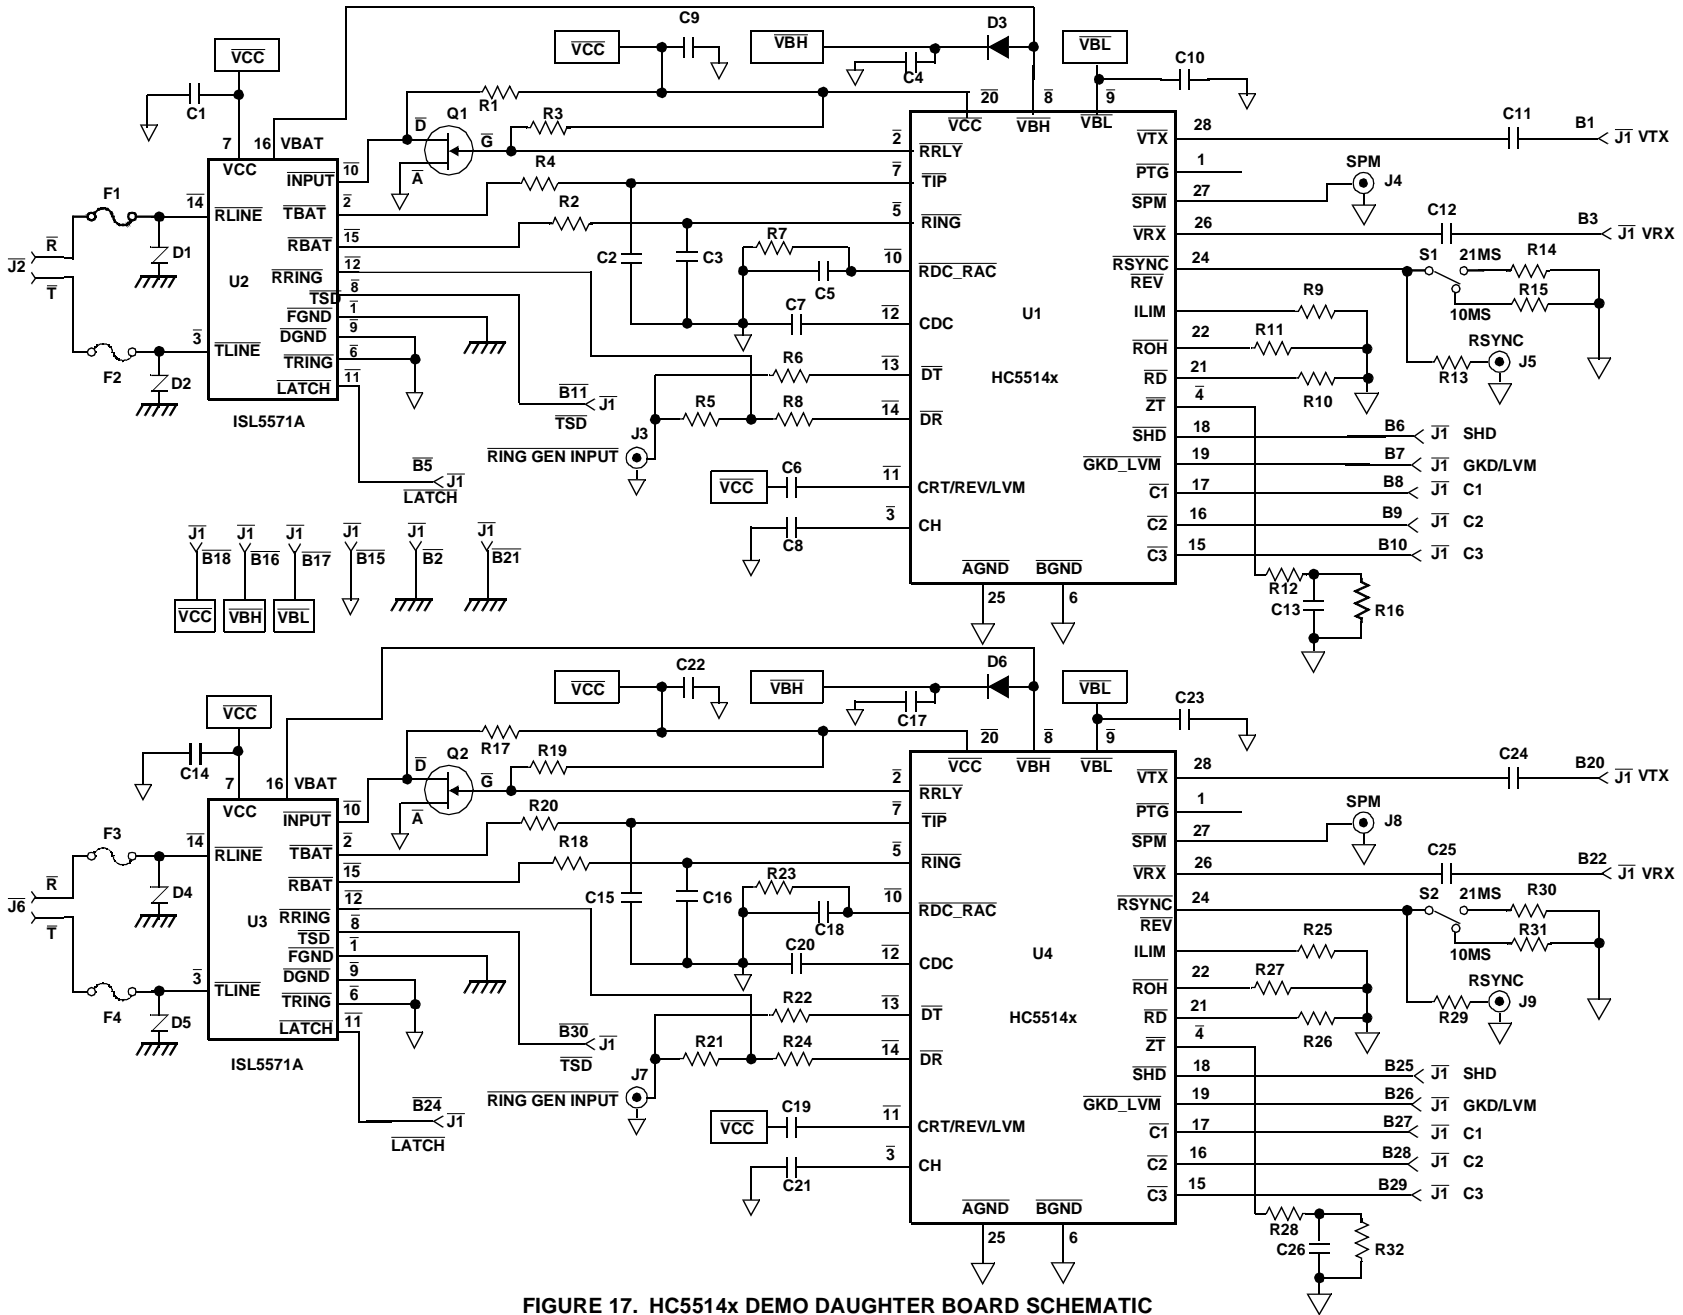 C9
D3
VCC
VBH
VBL
VCC
C10
C4
C1
R1
Q1
R3
20
8
9
D
G
VCC
VBH
VBL
28
C11
B1
J1 VTX
7
16
VBAT
10
R4
A
2
RRLY
VTX
1
SPM
VCC
INPUT
7
TIP
PTG
27
J4
F1
14
RLINE
2
TBAT
R2
5
RING
SPM
26
C12
B3
J1 VRX
R
J2
T
D1
15
RBAT
12
RRING
R7
C2
C3
10
RDC_RAC
VRX
24
RSYNC
REV
S1
21MS
R14
R15
10MS
U2
8
TSD
C5
1
FGND
C7
12
CDC
U1
ILIM
R9
R11
22
ROH
RSYNC
J5
R13
3
TLINE
9
DGND
6
TRING
11
LATCH
F2
D2
R6
13
DT
HC5514x
21
RD
R10
4
ZT
ISL5571A
B11
J1
TSD
R5
R8
14
DR
18
SHD
B6
J1 SHD
J3
RING GEN INPUT
19
GKD_LVM
B7
J1 GKD/LVM
B5
J1
LATCH
VCC
C6
11
CRT/REV/LVM
17
C1
B8
J1 C1
3
CH
C8
16
C2
B9
J1 C2
15
C3
B10
J1 C3
J1
J1
J1
J1
J1
J1
B18
B16
B17
B15
B2
B21
VCC
VBH
VBL
AGND
BGND
25
6
R12
C13
R16
C22
D6
VCC
VBH
VBL
VCC
C23
C17
C14
R17
Q2
R19
20
8
9
D
G
VCC
VBH
VBL
28
C24
B20
J1 VTX
7
16
VBAT
10
R20
A
2
RRLY
VTX
1
SPM
VCC
INPUT
7
TIP
PTG
27
J8
F3
14
RLINE
2
TBAT
R18
5
RING
SPM
26
C25
B22
J1 VRX
R
J6
T
D4
15
RBAT
12
RRING
R23
C15
C16
10
RDC_RAC
VRX
24
RSYNC
REV
S2
21MS
R30
R31
10MS
U3
8
TSD
C18
1
FGND
C20
12
CDC
U4
ILIM
R25
R27
22
ROH
RSYNC
J9
R29
3
TLINE
9
DGND
6
TRING
11
LATCH
F4
D5
R22
13
DT
HC5514x
21
RD
R26
4
ZT
ISL5571A
B30
J1
TSD
R21
R24
14
DR
18
SHD
B25
J1 SHD
J7
RING GEN INPUT
19
GKD_LVM
B26
J1 GKD/LVM
B24
J1
LATCH
VCC
C19
11
CRT/REV/LVM
17
C1
B27
J1 C1
3
CH
C21
16
C2
B28
J1 C2
15
C3
B29
J1 C3
AGND
BGND
25
6
R28
C26
R32
FIGURE 17. HC5514x DEMO DAUGHTER BOARD SCHEMATIC